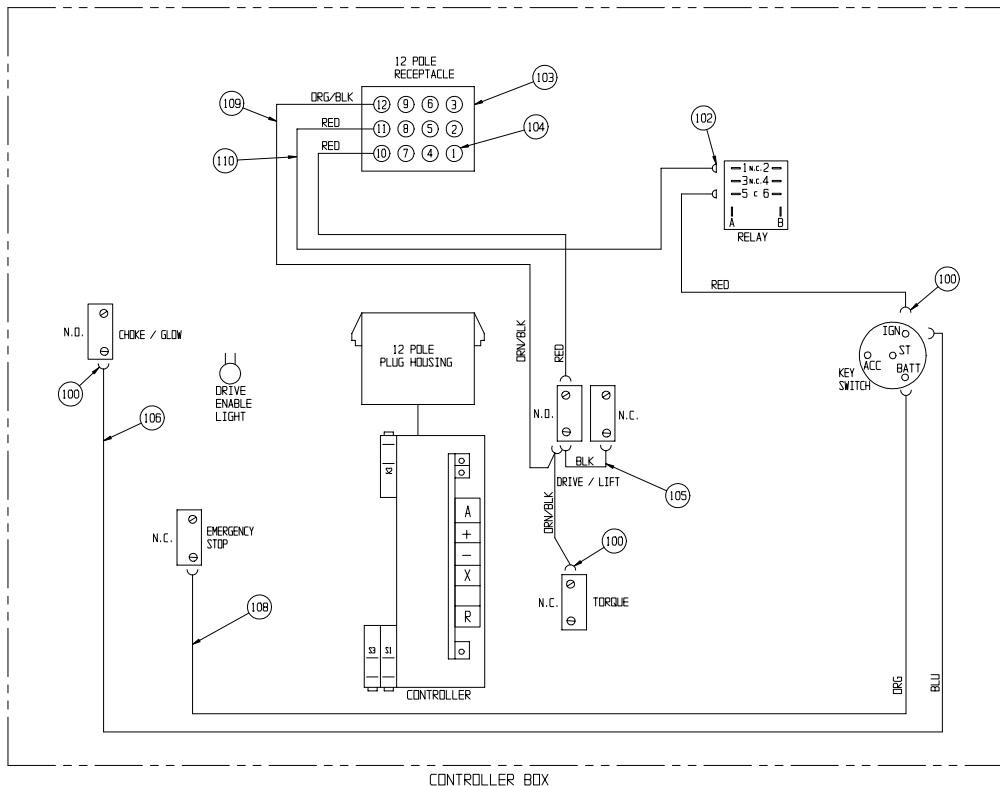 12 POLE
RECEPTACLE
103
109
ORG/BLK
12 9 6 3
RED
11 8 5 2
104
102
RED
10 7 4 1
110
1 N.C. 2
3 N.C. 4
5 C 6
A B
RELAY
RED
100
N.O.
CHOKE / GLOW
12 POLE
PLUG HOUSING
ORN/BLK
RED
IGN
ST
ACC
BATT
KEY
SWITCH
100
DRIVE
ENABLE
LIGHT
106
N.O.
N.C.
BLK
DRIVE / LIFT
105
A
+
-
X
R
ORN/BLK
N.C.
EMERGENCY
STOP
100
N.C.
TORQUE
108
S3 S1
CONTROLLER
ORG
BLU
CONTROLLER BOX